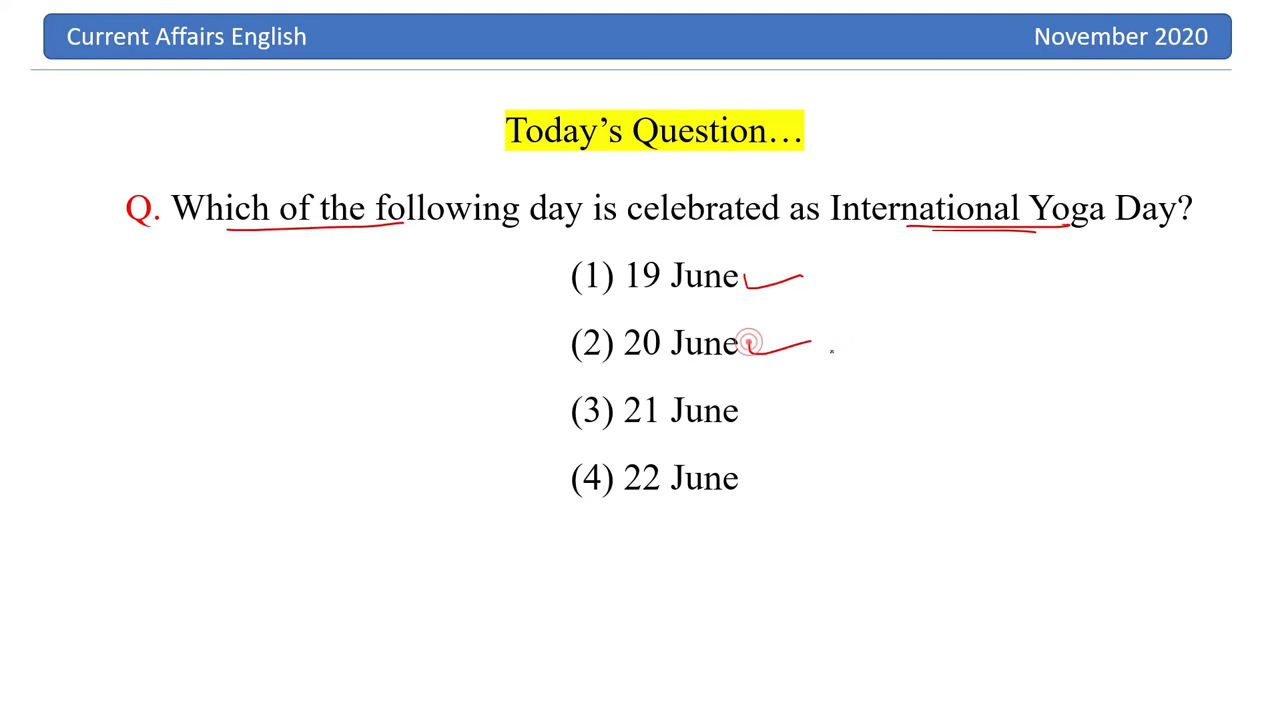 Current Affairs English November 2020
Today's Question…
Q. Which of the following day is celebrated as International Yoga Day?
(1) 19 June
(2) 20 June
(3) 21 June
(4) 22 June